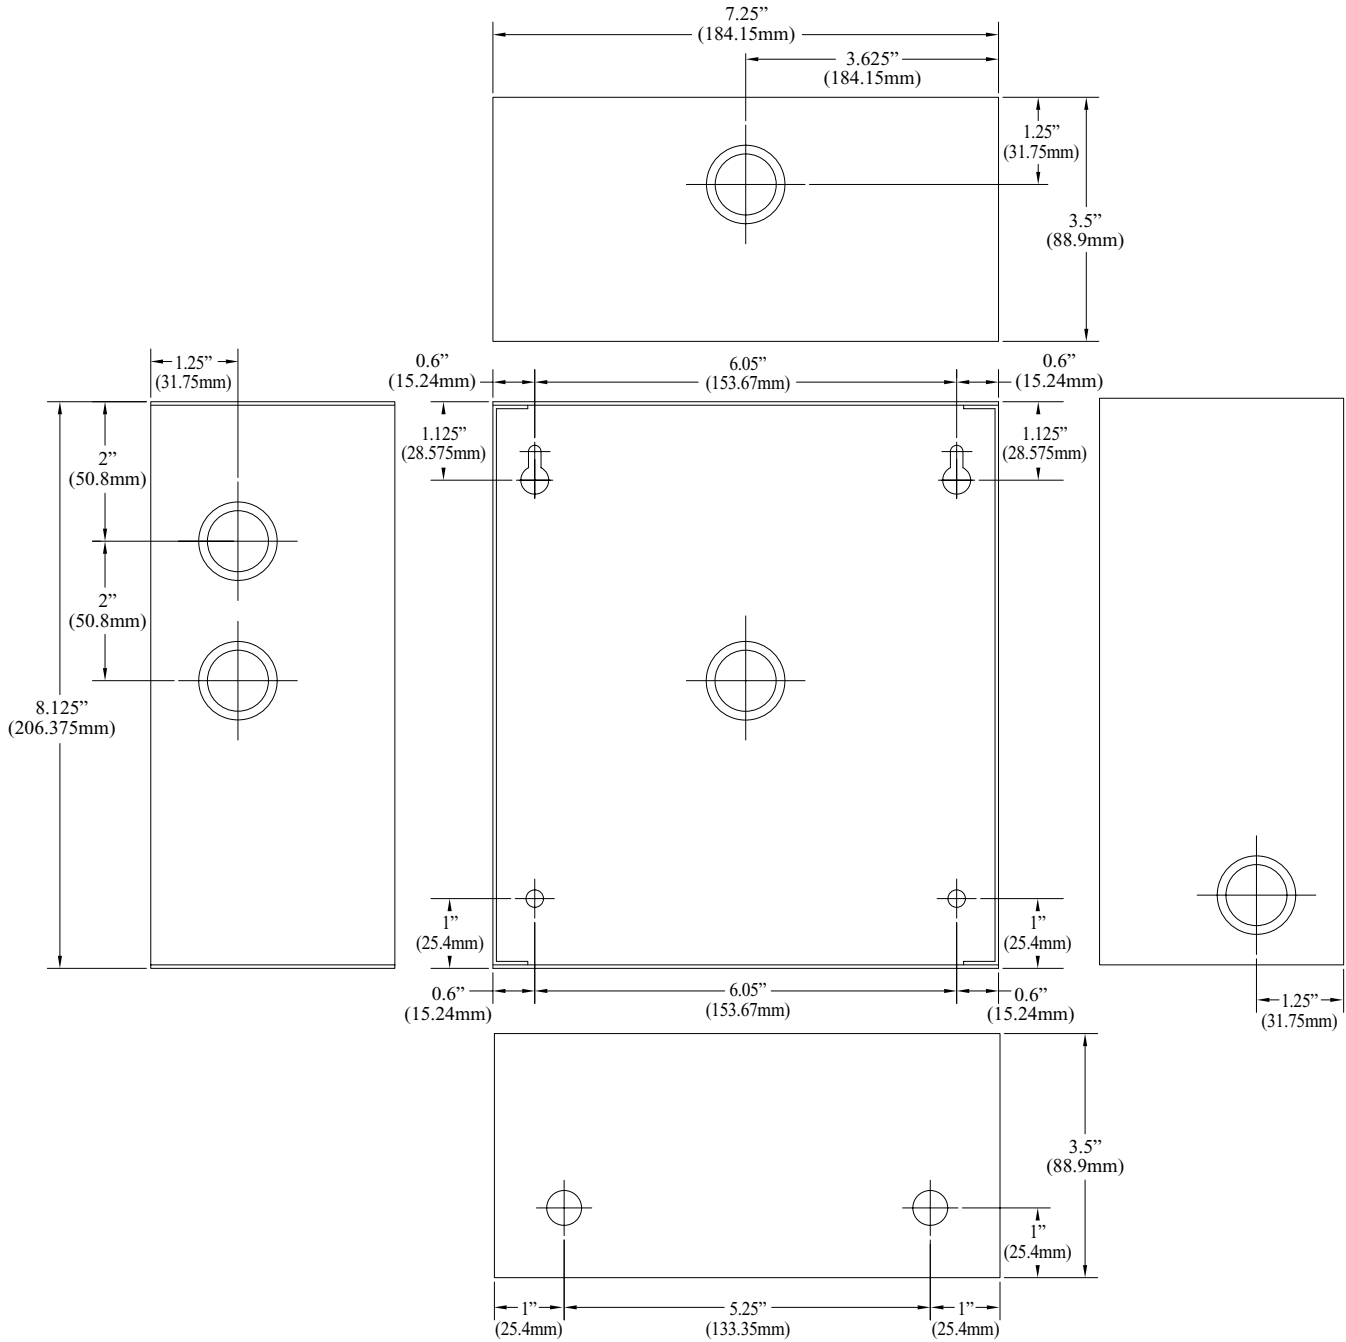 7.25”
(184.15mm)
3.625”
(184.15mm)
1.25”
(31.75mm)
3.5”
(88.9mm)
1.25”
(31.75mm)
0.6”
(15.24mm)
6.05”
(153.67mm)
0.6”
(15.24mm)
1.125”
(28.575mm)
1.125”
(28.575mm)
2”
(50.8mm)
2”
(50.8mm)
8.125”
(206.375mm)
1”
(25.4mm)
1”
(25.4mm)
0.6”
(15.24mm)
6.05”
(153.67mm)
0.6”
(15.24mm)
1.25”
(31.75mm)
3.5”
(88.9mm)
1”
(25.4mm)
1”
(25.4mm)
5.25”
(133.35mm)
1”
(25.4mm)